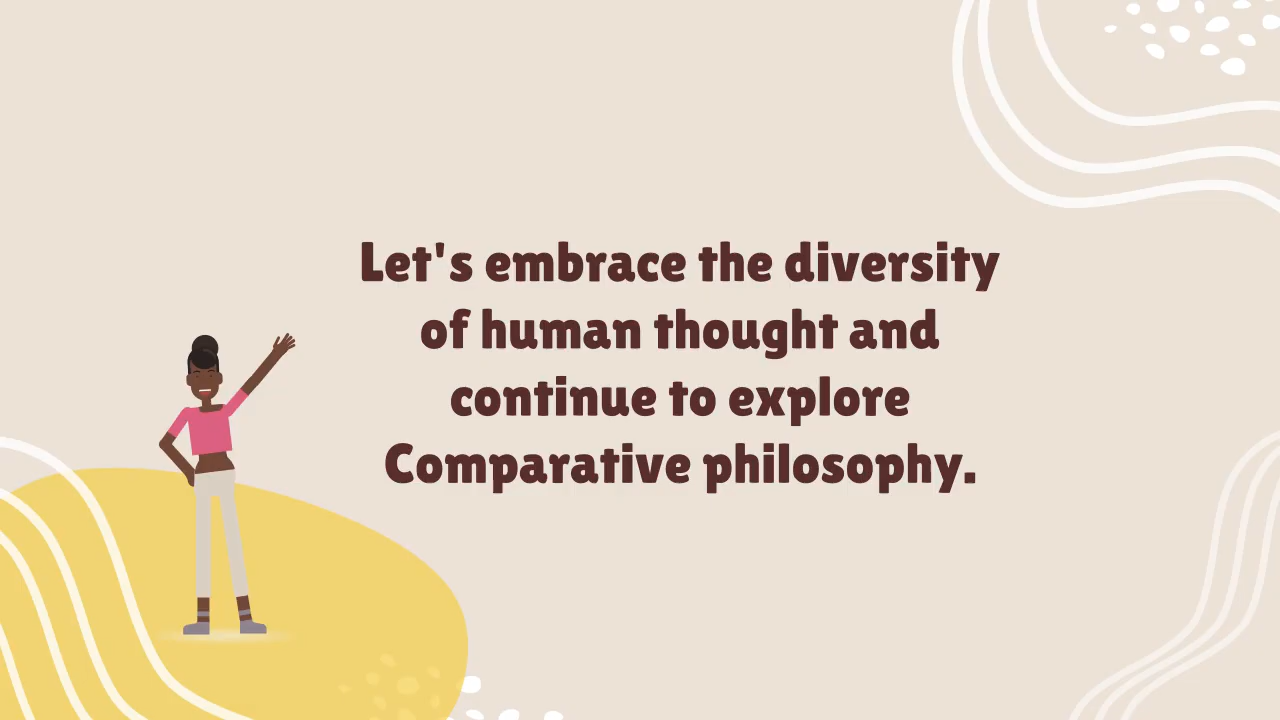 Let's embrace the diversity
of human thought and
continue to explore
Comparative philosophy.